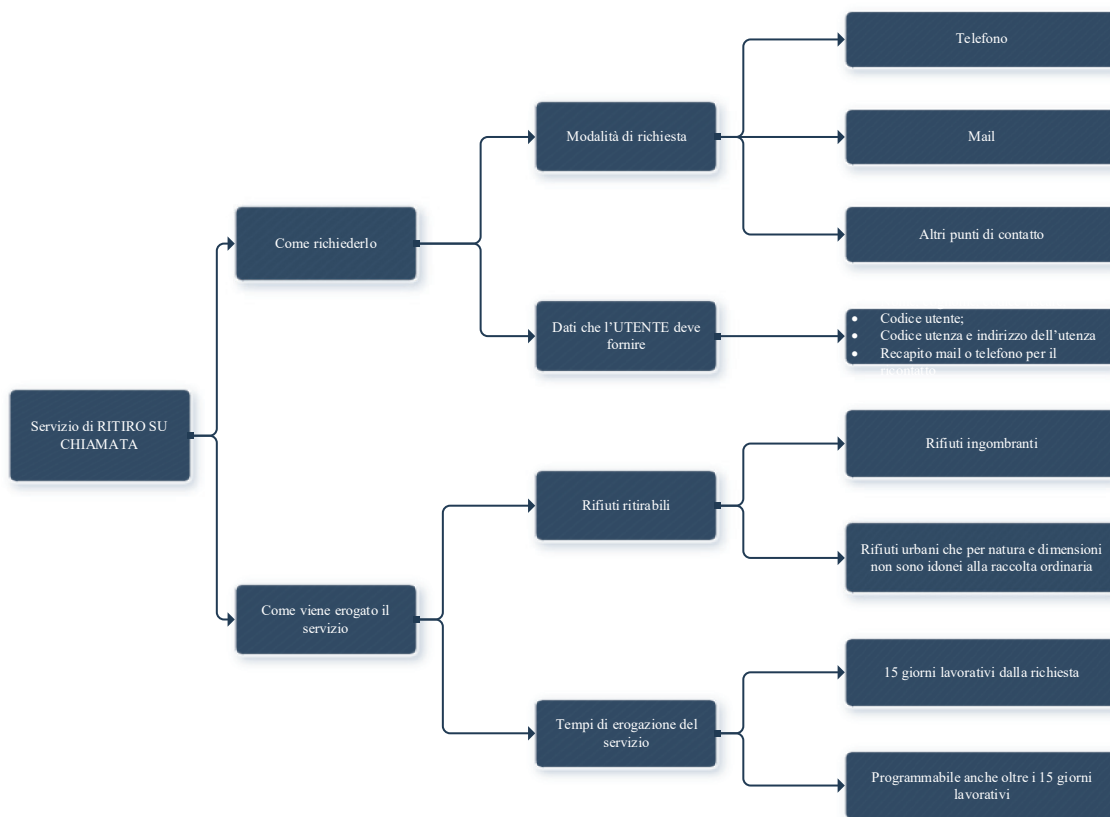 Telefono
Modalità di richiesta
Mail
Come richiederlo
Altri punti di contatto
Dati che l’UTENTE deve
fornire
• Codice utente;
• Codice utenza e indirizzo dell’utenza
• Recapito mail o telefono per il
ricontatto
Servizio di RITIRO SU
CHIAMATA
Rifiuti ingombranti
Rifiuti ritirabili
Rifiuti urbani che per natura e dimensioni
non sono idonei alla raccolta ordinaria
Come viene erogato il
servizio
15 giorni lavorativi dalla richiesta
Tempi di erogazione del
servizio
Programmabile anche oltre i 15 giorni
lavorativi